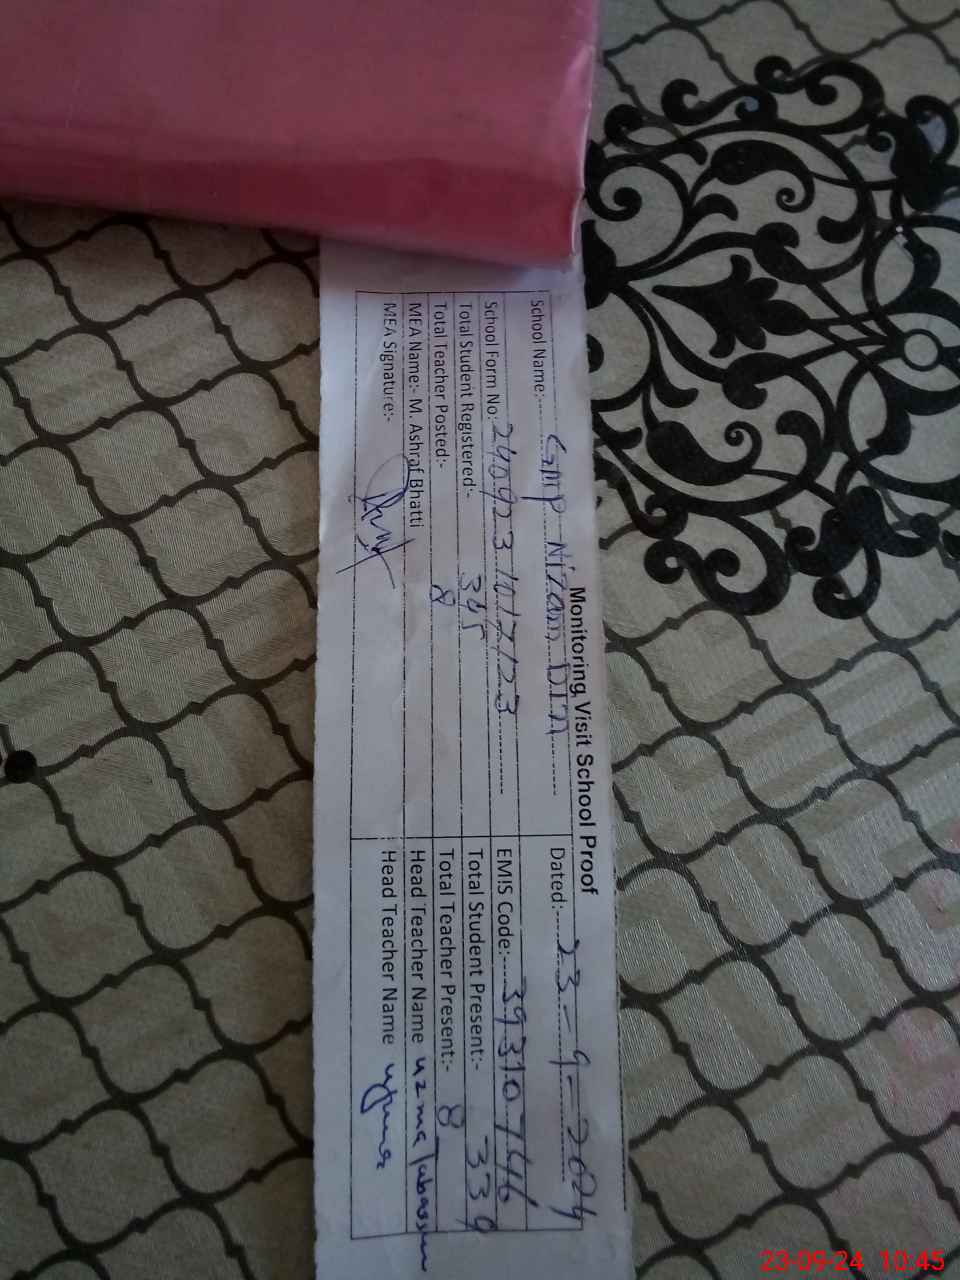 Monitoring Visit School Proof
School Name:- GMP Nizam Din
Dated: 23-9-2024
School Form No: 2409231017123
EMIS Code: 39310746
Total Student Registered:- 345
Total Student Present:- 339
Total Teacher Posted:- 8
Total Teacher Present:- 8
MEA Name:- M. Ashraf Bhatti
Head Teacher Name uzma Tabassum
MEA Signature:-
Head Teacher Name uzma
23-09-24 10:45